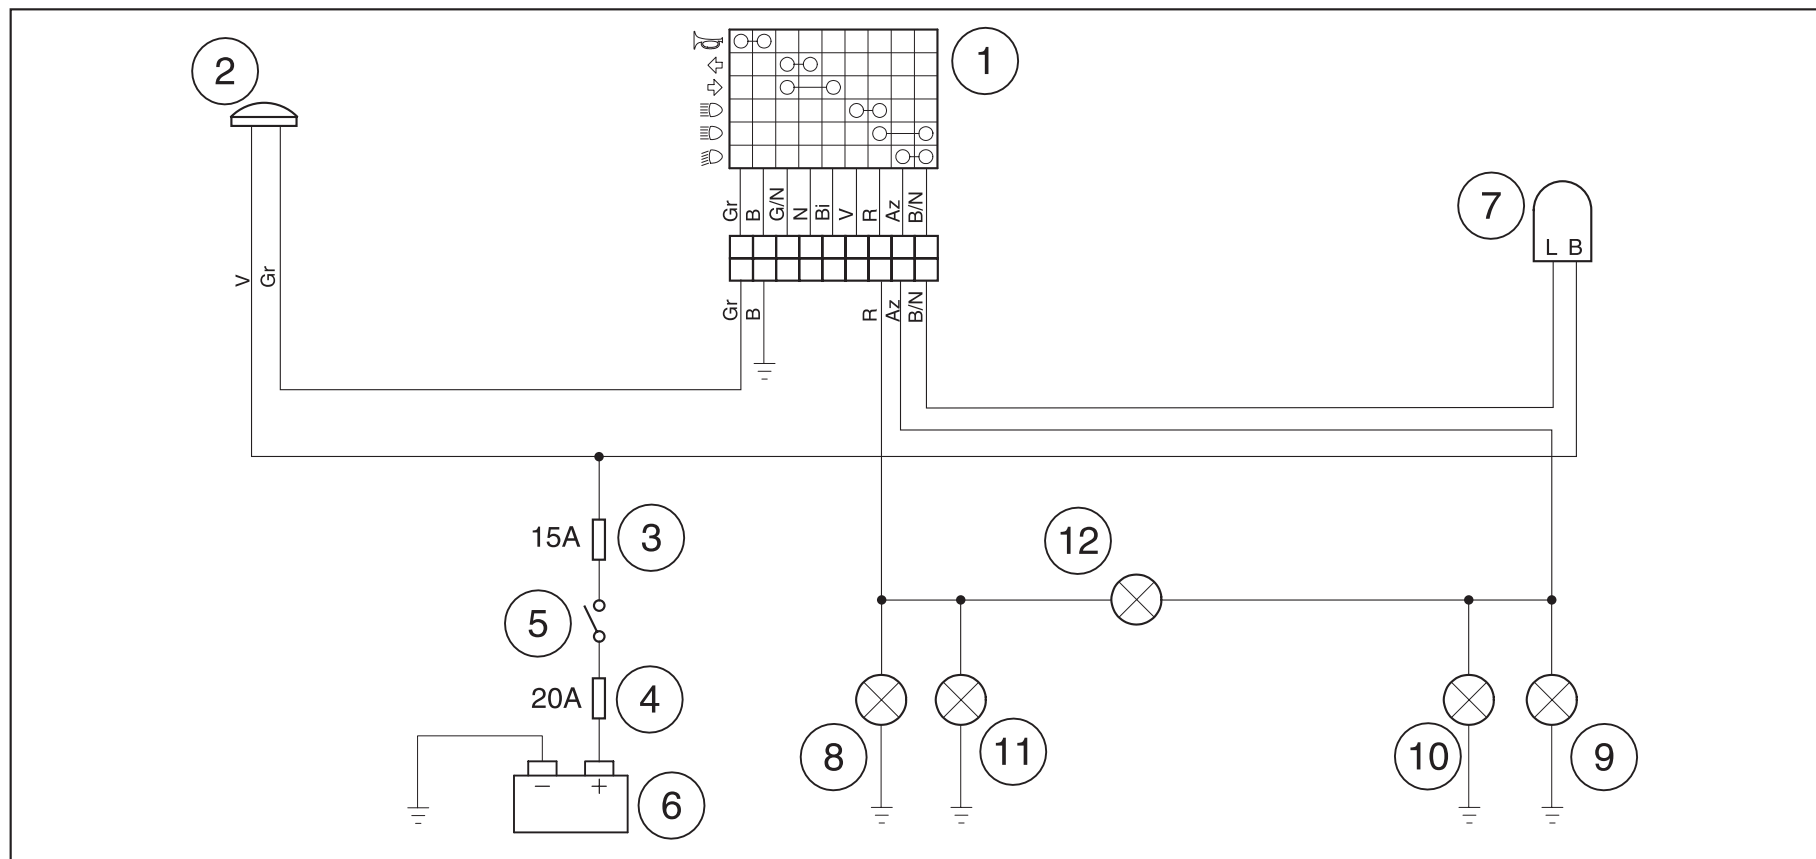 1
2
Gr B G/N N Bi V R Az B/N
7
L B
V Gr
Gr B R Az B/N
15A 3
12
5
20A 4
8 11 10 9
− +
6